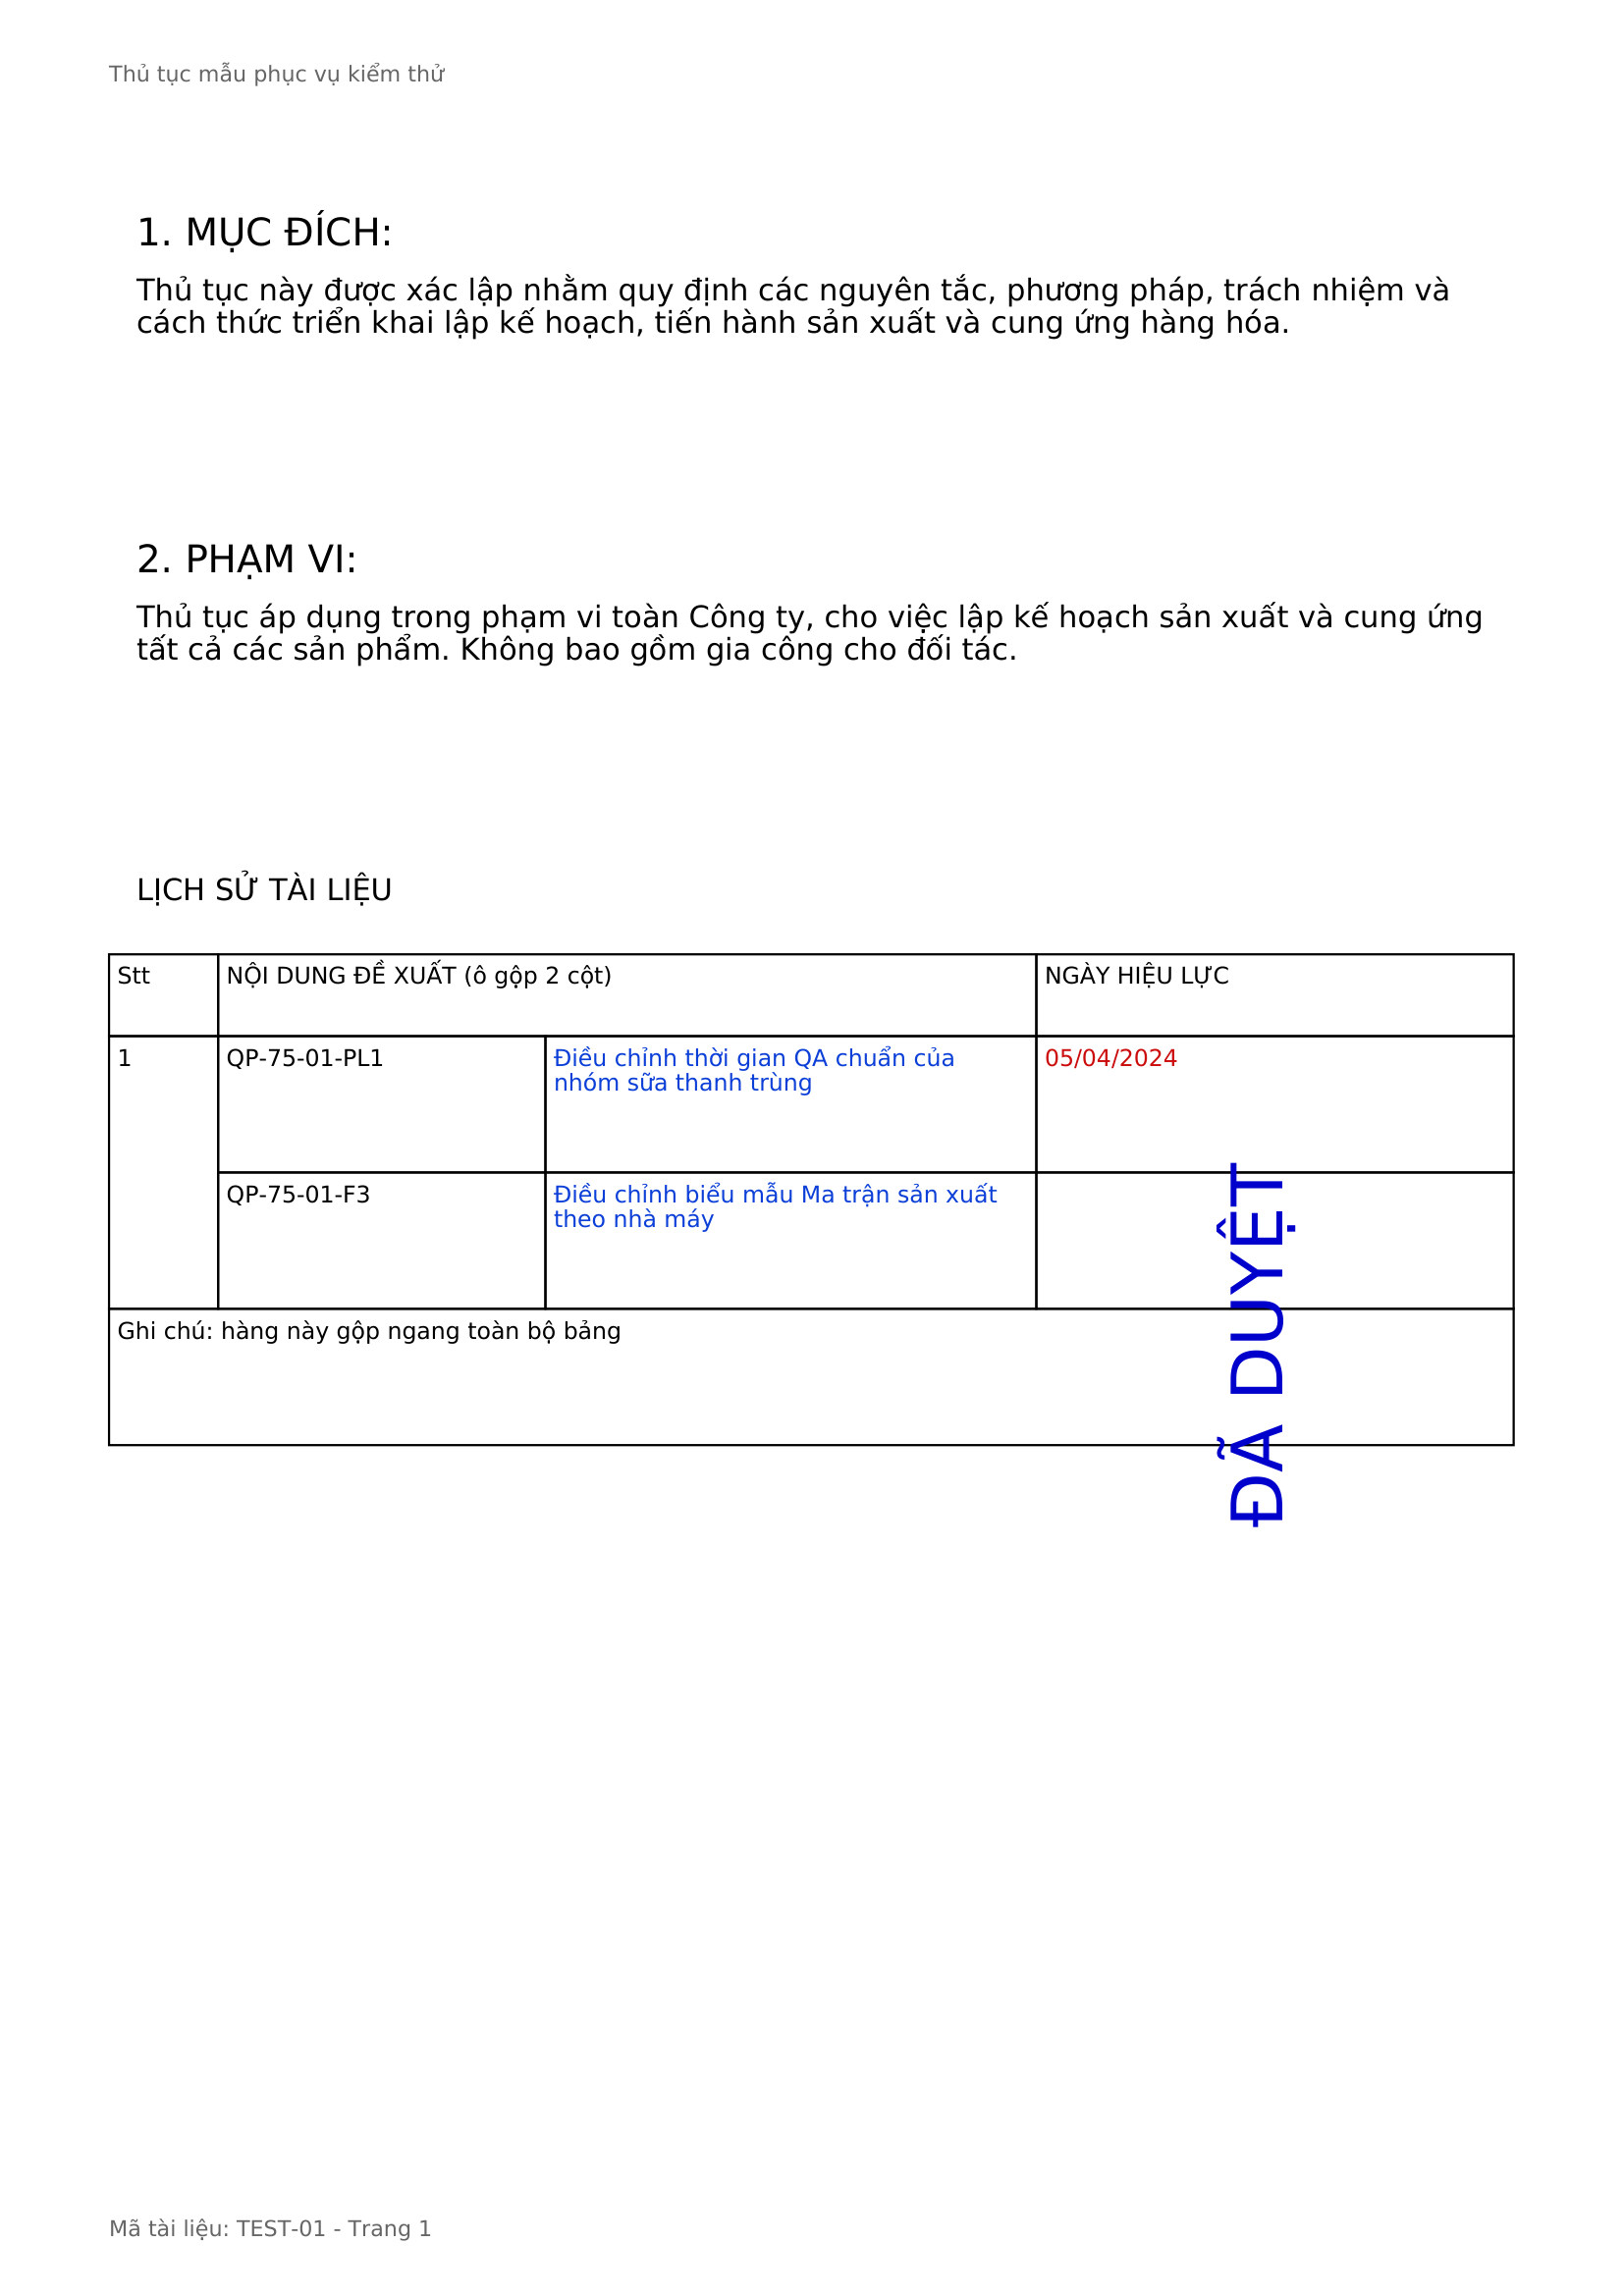 Thủ tục mẫu phục vụ kiểm thử
1. MỤC ĐÍCH:
Thủ tục này được xác lập nhằm quy định các nguyên tắc, phương pháp, trách nhiệm và
cách thức triển khai lập kế hoạch, tiến hành sản xuất và cung ứng hàng hóa.
2. PHẠM VI:
Thủ tục áp dụng trong phạm vi toàn Công ty, cho việc lập kế hoạch sản xuất và cung ứng
tất cả các sản phẩm. Không bao gồm gia công cho đối tác.
LỊCH SỬ TÀI LIỆU
Stt
NỘI DUNG ĐỀ XUẤT (ô gộp 2 cột)
NGÀY HIỆU LỰC
1
QP-75-01-PL1
Điều chỉnh thời gian QA chuẩn của
nhóm sữa thanh trùng
05/04/2024
QP-75-01-F3
Điều chỉnh biểu mẫu Ma trận sản xuất
theo nhà máy
ĐÃ DUYỆT
Ghi chú: hàng này gộp ngang toàn bộ bảng
Mã tài liệu: TEST-01 - Trang 1